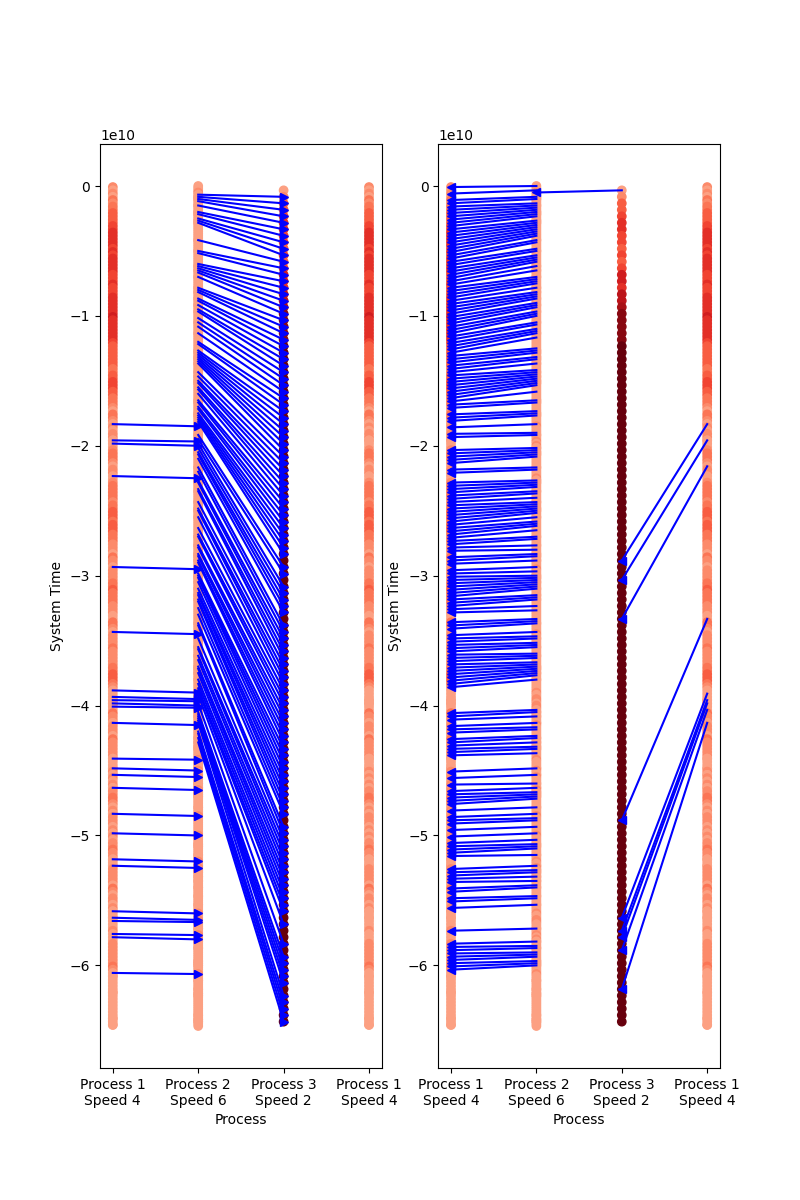 1e10
0
−1
−2
−3
−4
−5
−6
System Time
Process 1
Speed 4
Process 2
Speed 6
Process 3
Speed 2
Process 1
Speed 4
Process
1e10
0
−1
−2
−3
−4
−5
−6
System Time
Process 1
Speed 4
Process 2
Speed 6
Process 3
Speed 2
Process 1
Speed 4
Process